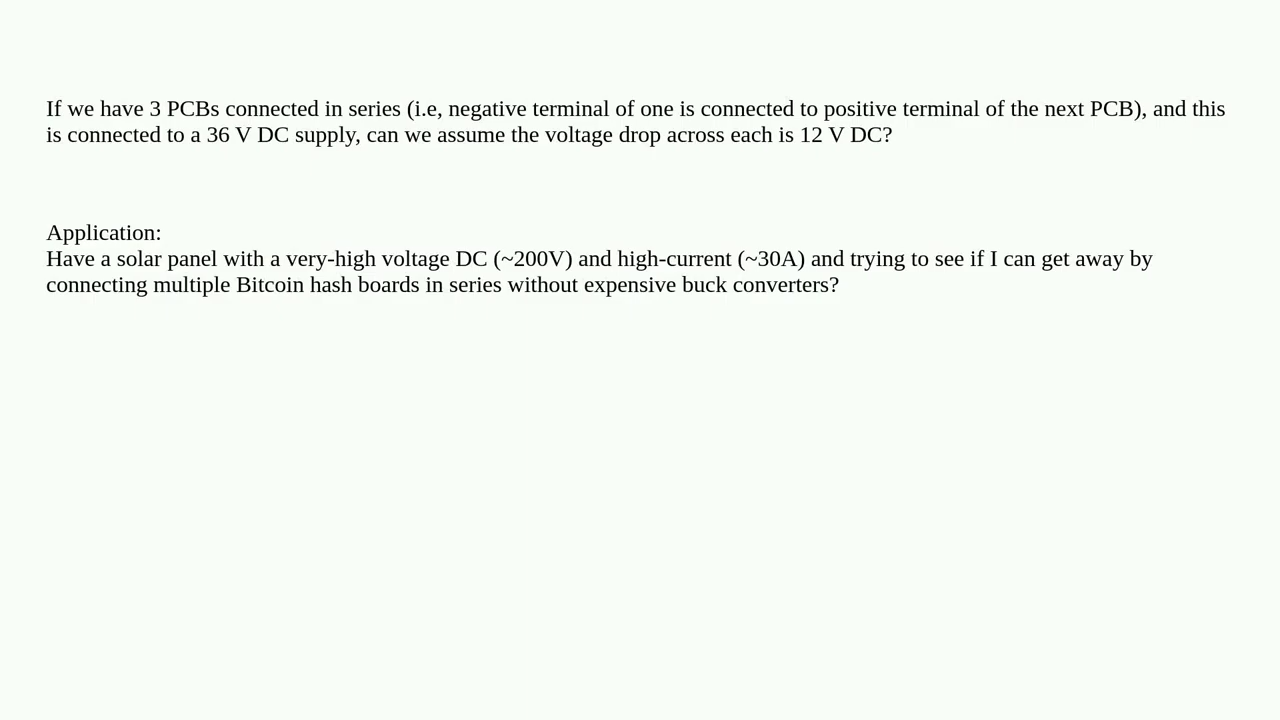 If we have 3 PCBs connected in series (i.e, negative terminal of one is connected to positive terminal of the next PCB), and this
is connected to a 36 V DC supply, can we assume the voltage drop across each is 12 V DC?
Application:
Have a solar panel with a very-high voltage DC (~200V) and high-current (~30A) and trying to see if I can get away by
connecting multiple Bitcoin hash boards in series without expensive buck converters?